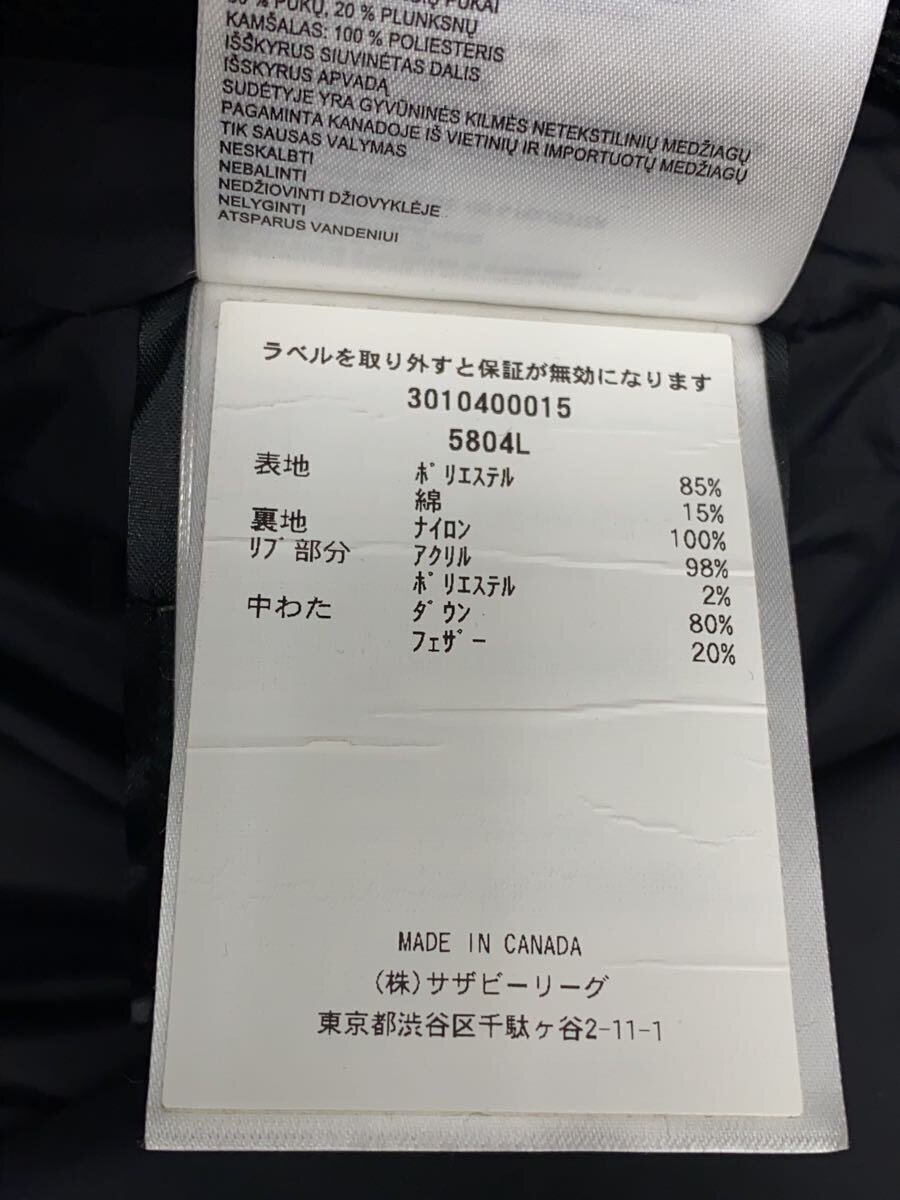 PŪKAI
% PŪKŲ, 20 % PLUNKSNŲ
KAMŠALAS: 100 % POLIESTERIS
IŠSKYRUS SIUVINĖTAS DALIS
IŠSKYRUS APVADĄ
SUDĖTYJE YRA GYVŪNINĖS KILMĖS NETEKSTILINIŲ MEDŽIAGŲ
PAGAMINTA KANADOJE IŠ VIETINIŲ IR IMPORTUOTŲ MEDŽIAGŲ
TIK SAUSAS VALYMAS
NESKALBTI
NEBALINTI
NEDŽIOVINTI DŽIOVYKLĖJE
NELYGINTI
ATSPARUS VANDENIUI
ラベルを取り外すと保証が無効になります
3010400015
5804L
表地 ﾎﾟﾘｴｽﾃﾙ 85%
綿 15%
裏地 ﾅｲﾛﾝ 100%
ﾘﾌﾞ部分 ｱｸﾘﾙ 98%
ﾎﾟﾘｴｽﾃﾙ 2%
中わた ﾀﾞｳﾝ 80%
ﾌｪｻﾞｰ 20%
MADE IN CANADA
(株)サザビーリーグ
東京都渋谷区千駄ヶ谷2-11-1